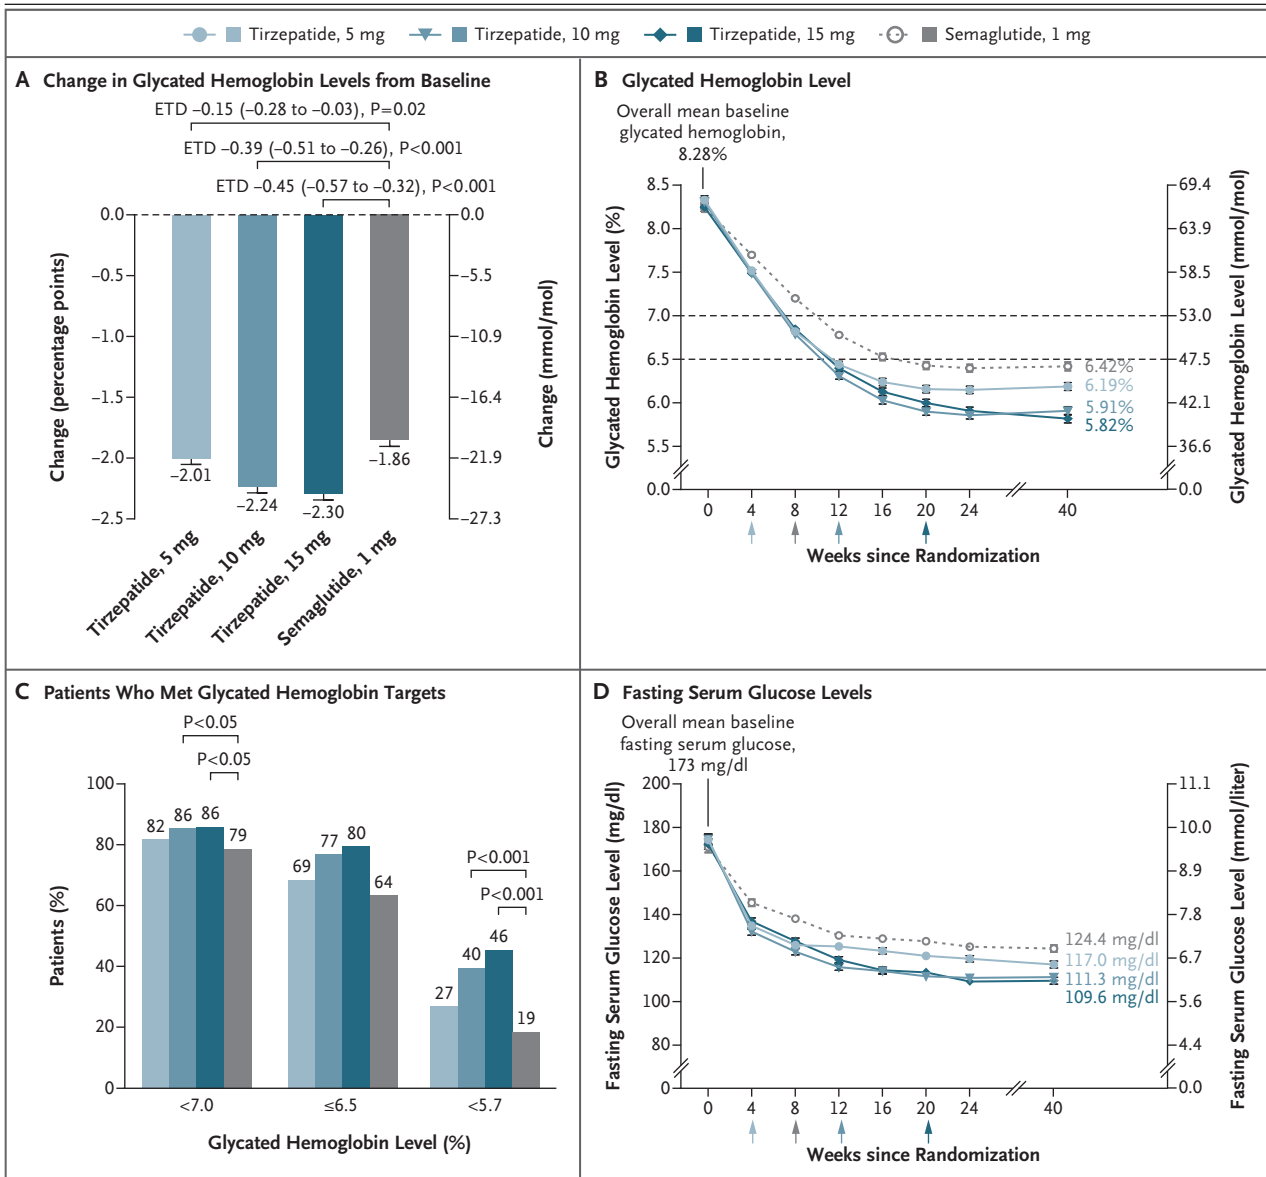 Tirzepatide, 5 mg Tirzepatide, 10 mg Tirzepatide, 15 mg Semaglutide, 1 mg
A Change in Glycated Hemoglobin Levels from Baseline
ETD –0.15 (–0.28 to –0.03), P=0.02
ETD –0.39 (–0.51 to –0.26), P<0.001
ETD –0.45 (–0.57 to –0.32), P<0.001
Change (percentage points)
0.0
–0.5
–1.0
–1.5
–2.0
–2.5
–2.01
–2.24
–2.30
–1.86
0.0
–5.5
–10.9
–16.4
–21.9
–27.3
Change (mmol/mol)
Tirzepatide, 5 mg
Tirzepatide, 10 mg
Tirzepatide, 15 mg
Semaglutide, 1 mg
B Glycated Hemoglobin Level
Overall mean baseline
glycated hemoglobin,
8.28%
Glycated Hemoglobin Level (%)
8.5
8.0
7.5
7.0
6.5
6.0
5.5
0.0
6.42%
6.19%
5.91%
5.82%
69.4
63.9
58.5
53.0
47.5
42.1
36.6
0.0
Glycated Hemoglobin Level (mmol/mol)
0 4 8 12 16 20 24 40
Weeks since Randomization
C Patients Who Met Glycated Hemoglobin Targets
P<0.05
P<0.05
P<0.001
P<0.001
Patients (%)
100
80
60
40
20
0
82 86 86 79
69 77 80 64
27 40 46 19
<7.0 ≤6.5 <5.7
Glycated Hemoglobin Level (%)
D Fasting Serum Glucose Levels
Overall mean baseline
fasting serum glucose,
173 mg/dl
Fasting Serum Glucose Level (mg/dl)
200
180
160
140
120
100
80
0
124.4 mg/dl
117.0 mg/dl
111.3 mg/dl
109.6 mg/dl
11.1
10.0
8.9
7.8
6.7
5.6
4.4
0.0
Fasting Serum Glucose Level (mmol/liter)
0 4 8 12 16 20 24 40
Weeks since Randomization